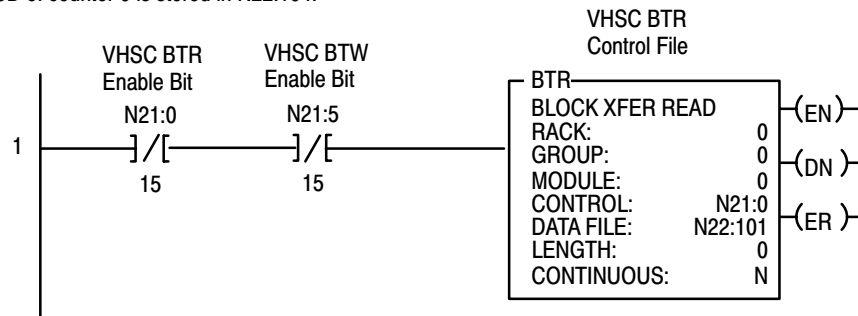 of counter 0 is stored in N22:104.
VHSC BTR
Control File
VHSC BTR
Enable Bit
VHSC BTW
Enable Bit
BTR
N21:0
N21:5
BLOCK XFER READ
EN
RACK: 0
1
GROUP: 0
DN
15
15
MODULE: 0
CONTROL: N21:0
DATA FILE: N22:101
ER
LENGTH: 0
CONTINUOUS: N